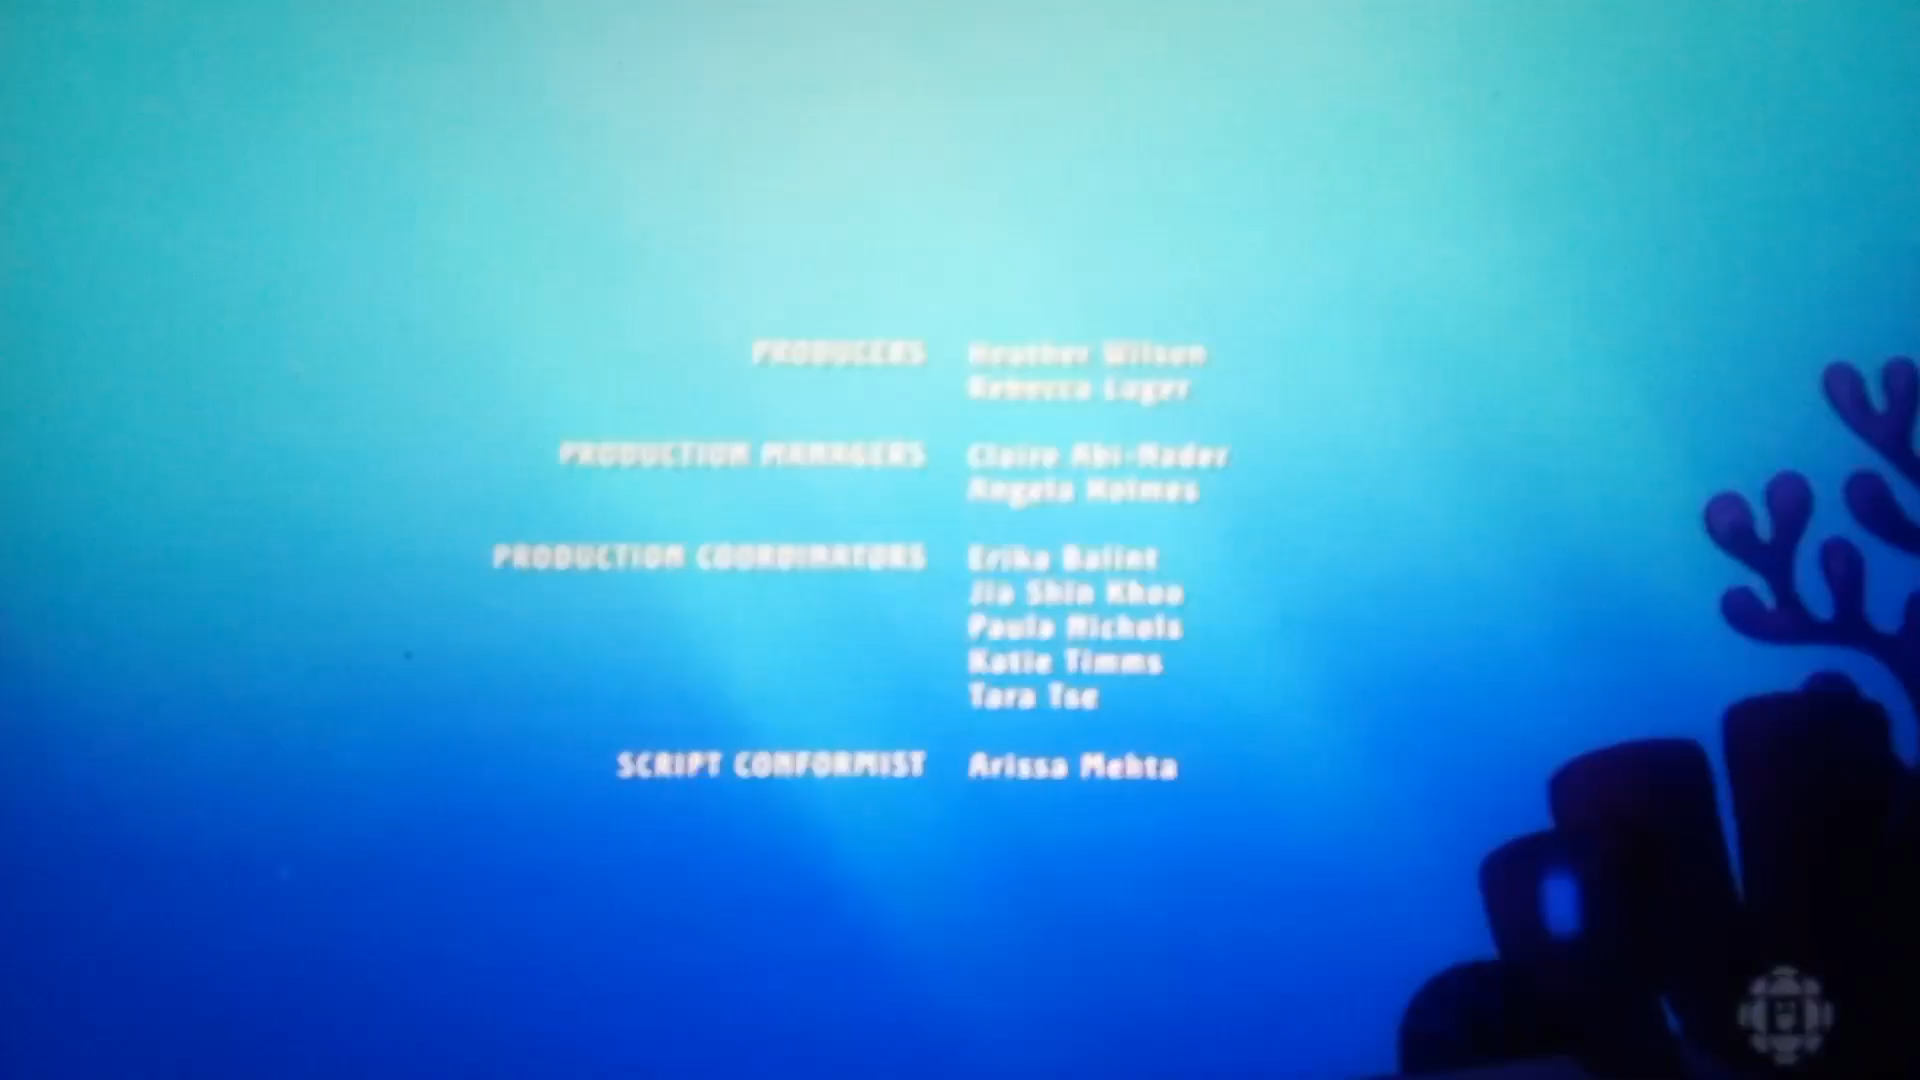 PRODUCERS Heather Wilson
Rebecca Luger
PRODUCTION MANAGERS Claire Abi-Nader
Angela Holmes
PRODUCTION COORDINATORS Erika Balint
Jia Shin Khoo
Paula Nichols
Katie Timms
Tara Tse
SCRIPT CONFORMIST Arissa Mehta